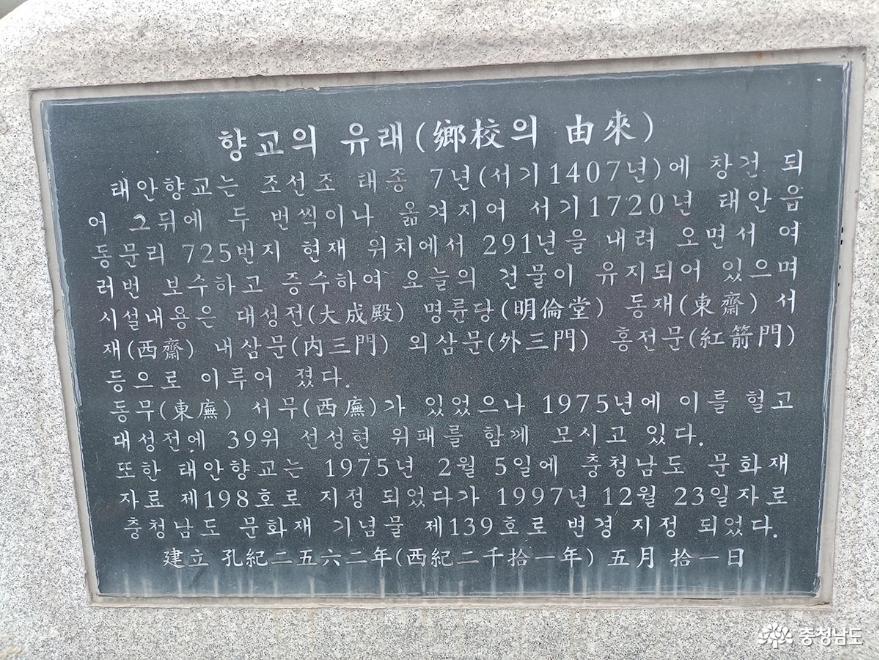 향교의 유래(鄕校의 由來)
태안향교는 조선조 태종 7년(서기1407년)에 창건 되
어 그뒤에 두 번씩이나 옮겨지어 서기1720년 태안읍
동문리 725번지 현재 위치에서 291년을 내려 오면서 여
러번 보수하고 증수하여 오늘의 건물이 유지되어 있으며
시설내용은 대성전(大成殿) 명륜당(明倫堂) 동재(東齋) 서
재(西齋) 내삼문(内三門) 외삼문(外三門) 홍전문(紅箭門)
등으로 이루어 졌다.
동무(東廡) 서무(西廡)가 있었으나 1975년에 이를 헐고
대성전에 39위 선성현 위패를 함께 모시고 있다.
또한 태안향교는 1975년 2월 5일에 충청남도 문화재
자료 제198호로 지정 되었다가 1997년 12월 23일자로
충청남도 문화재 기념물 제139호로 변경 지정 되었다.
建立 孔紀二五六二年(西紀二千拾一年) 五月 拾一日
충청남도